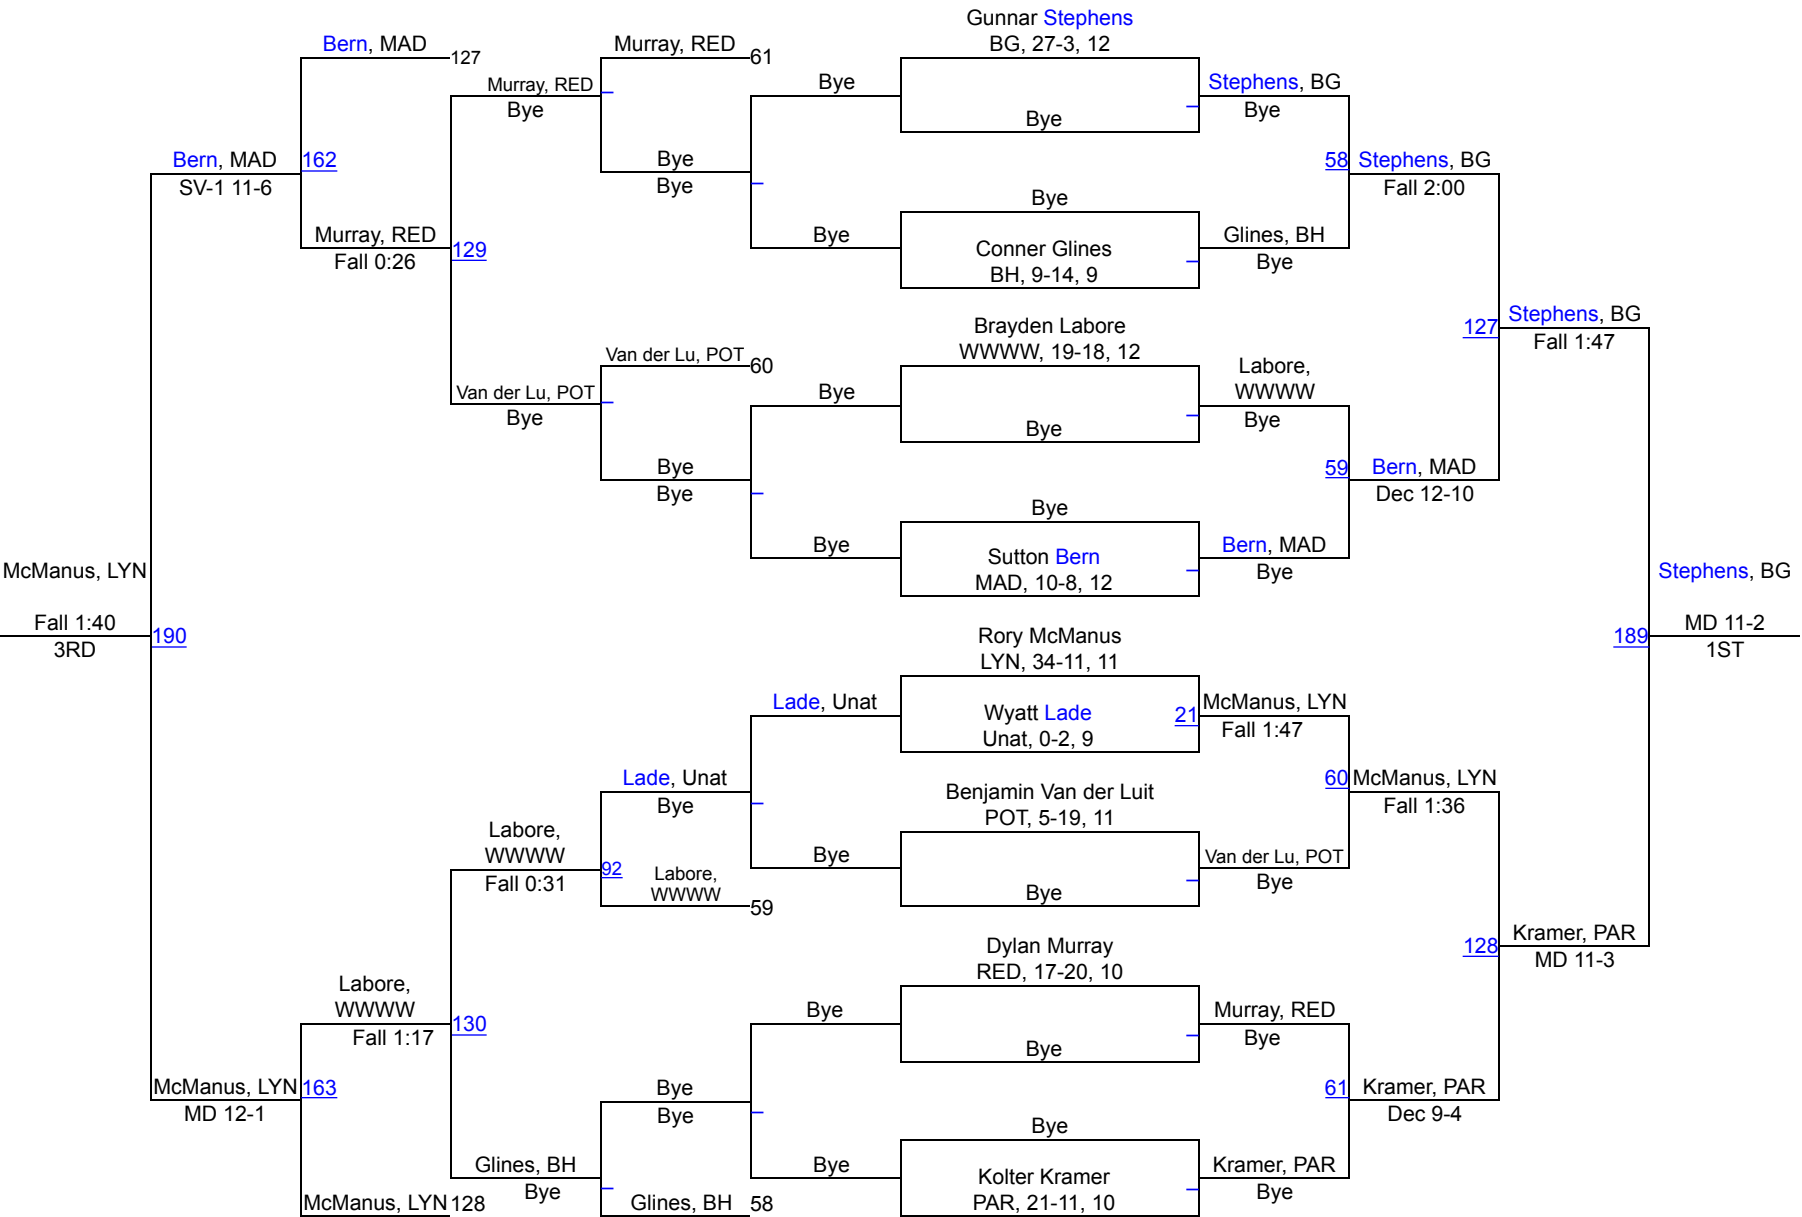 Gunnar Stephens
BG, 27-3, 12
Bye
Bye
Conner Glines
BH, 9-14, 9
Brayden Labore
WWWW, 19-18, 12
Bye
Bye
Sutton Bern
MAD, 10-8, 12
Rory McManus
LYN, 34-11, 11
Wyatt Lade
Unat, 0-2, 9
21
Benjamin Van der Luit
POT, 5-19, 11
Bye
Dylan Murray
RED, 17-20, 10
Bye
Bye
Kolter Kramer
PAR, 21-11, 10
Stephens, BG
Bye
58
Glines, BH
Bye
Labore,
WWWW
Bye
59
Bern, MAD
Bye
McManus, LYN
Fall 1:47
60
Van der Lu, POT
Bye
Murray, RED
Bye
61
Kramer, PAR
Bye
Stephens, BG
Fall 2:00
127
Bern, MAD
Dec 12-10
McManus, LYN
Fall 1:36
128
Kramer, PAR
Dec 9-4
Stephens, BG
Fall 1:47
189
Kramer, PAR
MD 11-3
Stephens, BG
MD 11-2
1ST
Bye
Bye
Bye
Bye
Lade, Unat
Bye
Bye
Bye
Murray, RED
61
Bye
Bye
Van der Lu, POT
60
Bye
Bye
Lade, Unat
Bye
92
Labore,
WWWW
59
Bye
Bye
Glines, BH
58
Murray, RED
Bye
129
Van der Lu, POT
Bye
Labore,
WWWW
Fall 0:31
130
Glines, BH
Bye
Bern, MAD
127
162
Murray, RED
Fall 0:26
Labore,
WWWW
Fall 1:17
163
McManus, LYN
128
Bern, MAD
SV-1 11-6
190
McManus, LYN
MD 12-1
McManus, LYN
Fall 1:40
3RD